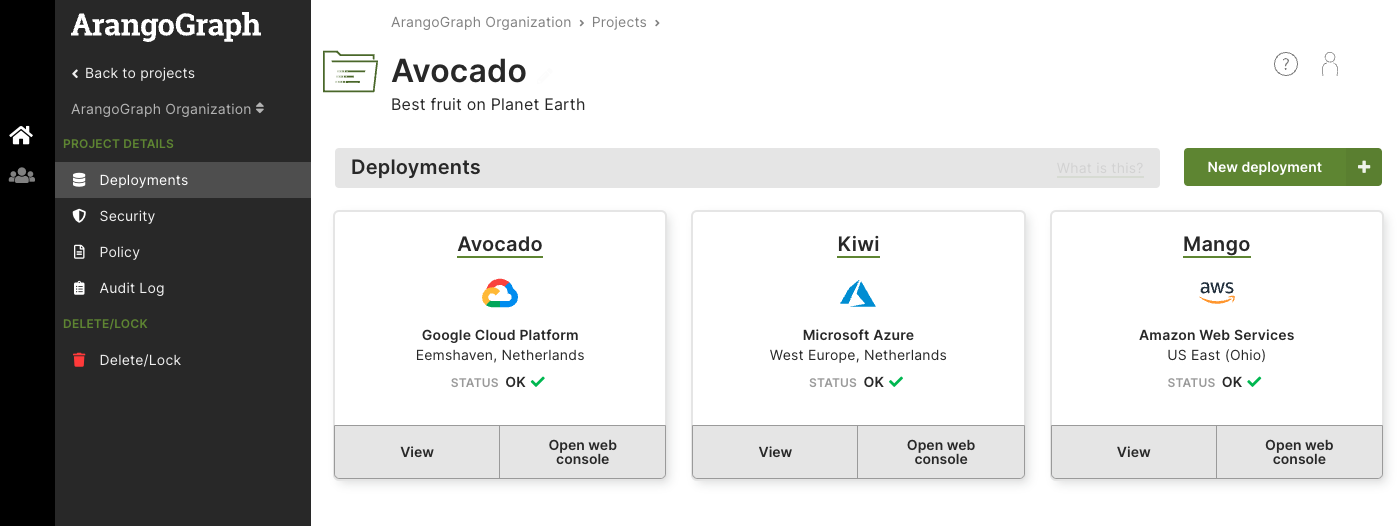 ArangoGraph
Back to projects
ArangoGraph Organization
PROJECT DETAILS
Deployments
Security
Policy
Audit Log
DELETE/LOCK
Delete/Lock
ArangoGraph Organization › Projects ›
Avocado
Best fruit on Planet Earth
?
Deployments What is this?
New deployment +
Avocado
Google Cloud Platform
Eemshaven, Netherlands
STATUS OK
View
Open web
console
Kiwi
Microsoft Azure
West Europe, Netherlands
STATUS OK
View
Open web
console
Mango
aws
Amazon Web Services
US East (Ohio)
STATUS OK
View
Open web
console